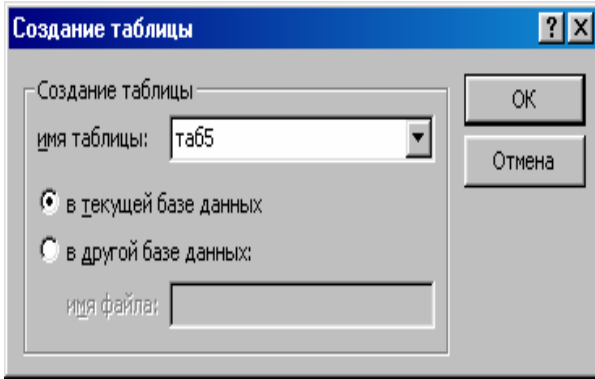 Создание таблицы
Создание таблицы
имя таблицы: таб5
в текущей базе данных
в другой базе данных:
имя файла:
OK
Отмена